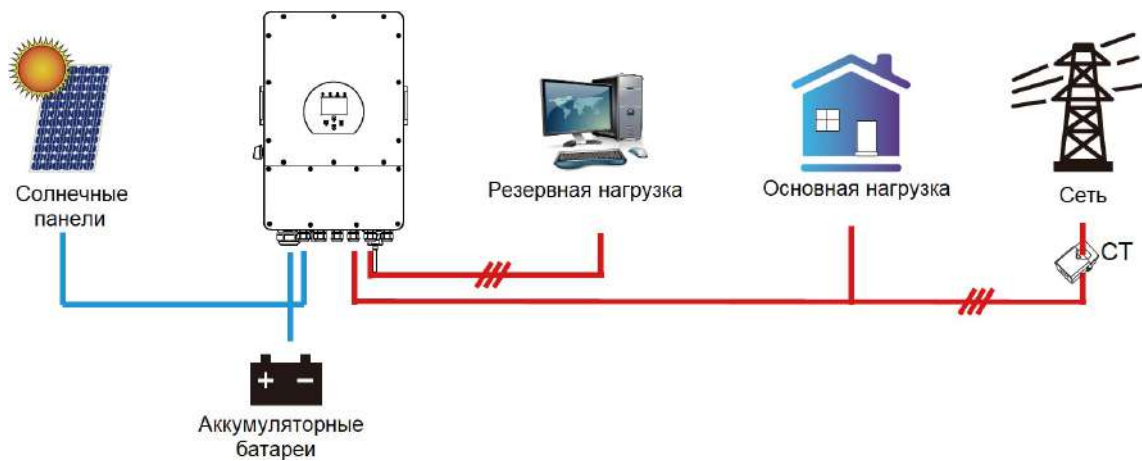 Солнечные
панели
Резервная нагрузка
Основная нагрузка
Сеть
CT
Аккумуляторные
батареи